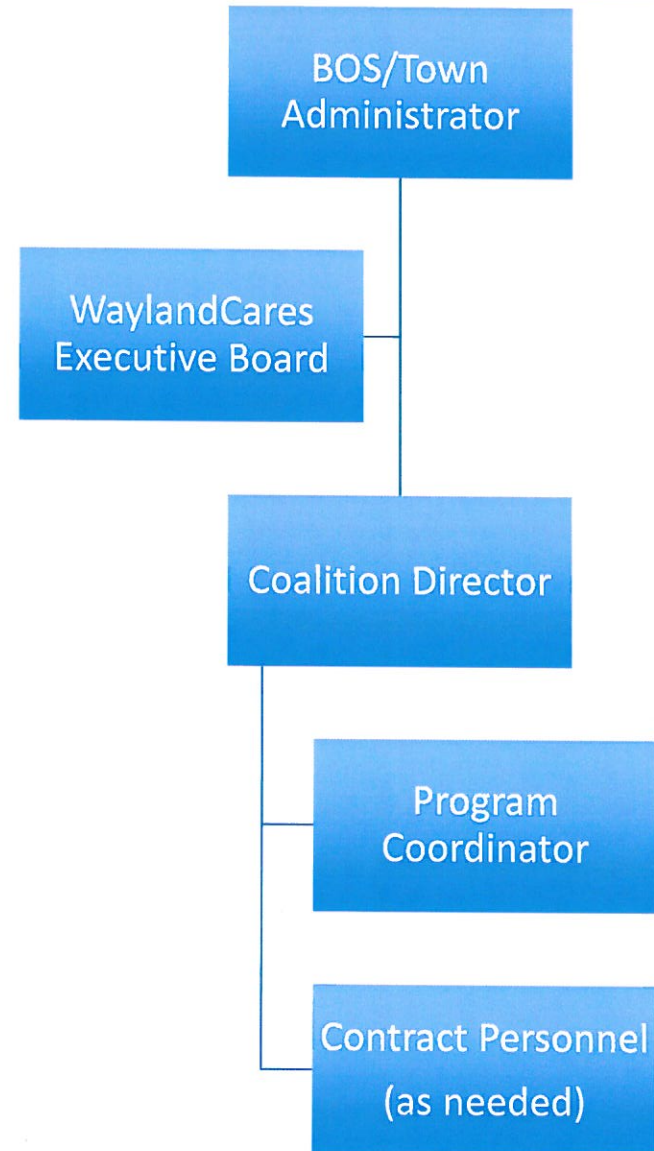 BOS/Town
Administrator
WaylandCares
Executive Board
Coalition Director
Program
Coordinator
Contract Personnel
(as needed)